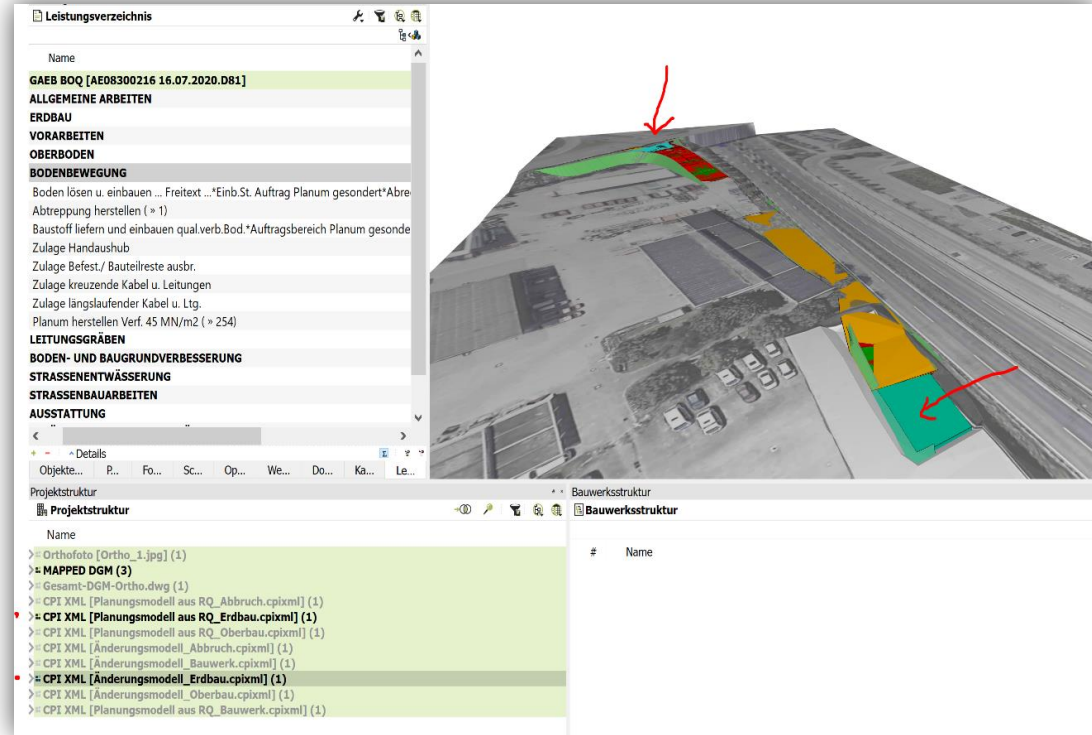 Leistungsverzeichnis
Name
GAEB BOQ [AE08300216 16.07.2020.D81]
ALLGEMEINE ARBEITEN
ERDBAU
VORARBEITEN
OBERBODEN
BODENBEWEGUNG
Boden lösen u. einbauen ... Freitext ...*Einb.St. Auftrag Planum gesondert*Abre
Abtreppung herstellen ( » 1)
Baustoff liefern und einbauen qual.verb.Bod.*Auftragsbereich Planum gesonde
Zulage Handaushub
Zulage Befest./ Bauteilreste ausbr.
Zulage kreuzende Kabel u. Leitungen
Zulage längslaufender Kabel u. Ltg.
Planum herstellen Verf. 45 MN/m2 ( » 254)
LEITUNGSGRÄBEN
BODEN- UND BAUGRUNDVERBESSERUNG
STRASSENENTWÄSSERUNG
STRASSENBAUARBEITEN
AUSSTATTUNG
Details
Objekte... P... Fo... Sc... Op... We... Do... Ka... Le...
Projektstruktur
Projektstruktur
Name
Orthofoto [Ortho_1.jpg] (1)
MAPPED DGM (3)
Gesamt-DGM-Ortho.dwg (1)
CPI XML [Planungsmodell aus RQ_Abbruch.cpixml] (1)
CPI XML [Planungsmodell aus RQ_Erdbau.cpixml] (1)
CPI XML [Planungsmodell aus RQ_Oberbau.cpixml] (1)
CPI XML [Änderungsmodell_Abbruch.cpixml] (1)
CPI XML [Änderungsmodell_Bauwerk.cpixml] (1)
CPI XML [Änderungsmodell_Erdbau.cpixml] (1)
CPI XML [Änderungsmodell_Oberbau.cpixml] (1)
CPI XML [Planungsmodell aus RQ_Bauwerk.cpixml] (1)
Bauwerksstruktur
Bauwerksstruktur
# Name